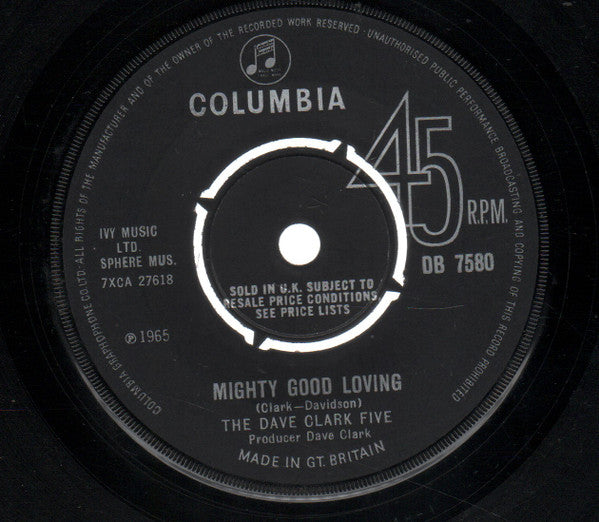 COLUMBIA GRAPHOPHONE CO.LTD. ALL RIGHTS OF THE MANUFACTURER AND OF THE OWNER OF THE RECORDED WORK RESERVED · UNAUTHORISED PUBLIC PERFORMANCE BROADCASTING AND COPYING OF THIS RECORD PROHIBITED
COLUMBIA
45 R.P.M.
IVY MUSIC
LTD.
SPHERE MUS.
7XCA 27618
DB 7580
SOLD IN U.K. SUBJECT TO
RESALE PRICE CONDITIONS,
SEE PRICE LISTS
℗ 1965
MIGHTY GOOD LOVING
(Clark—Davidson)
THE DAVE CLARK FIVE
Producer Dave Clark
MADE IN GT. BRITAIN